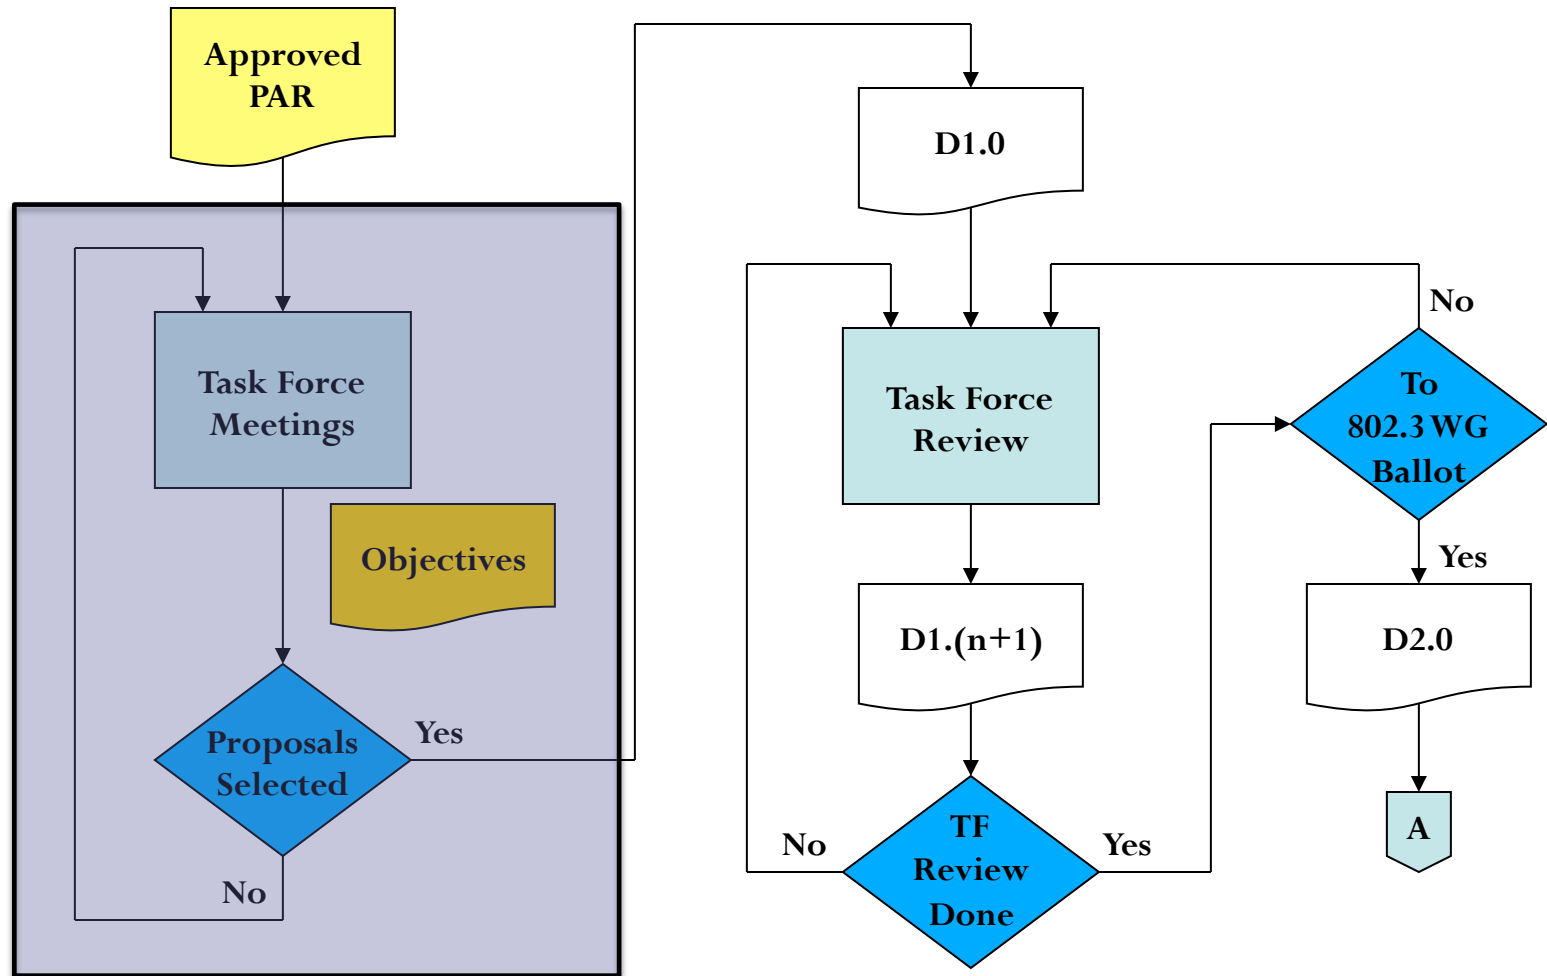 Approved
PAR
Task Force
Meetings
Objectives
Proposals
Selected
Yes
No
D1.0
Task Force
Review
D1.(n+1)
TF
Review
Done
No
Yes
To
802.3 WG
Ballot
No
Yes
D2.0
A